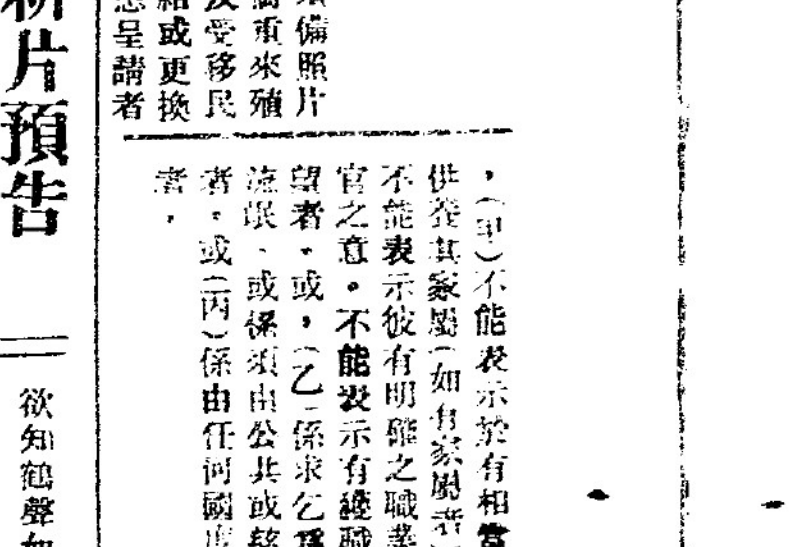 備照片
重來殖
受移民
或更換
呈請者
，（甲）不能表示於有相當
供養其家屬（如有家屬者
不能表示彼有明確之職業
官之意。不能表示有
望者。或，（乙）係求乞
流氓、或係須由公共或
者。或（丙）係由任何國
者，
片預告
欲知鶴聲如